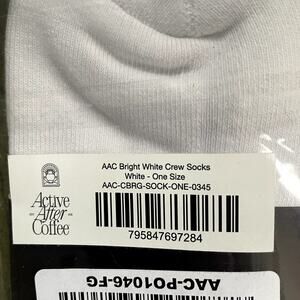 AAC Bright White Crew Socks
White - One Size
AAC-CBRG-SOCK-ONE-0345
Active
After
Coffee
795847697284
AAC-PO1046-FG